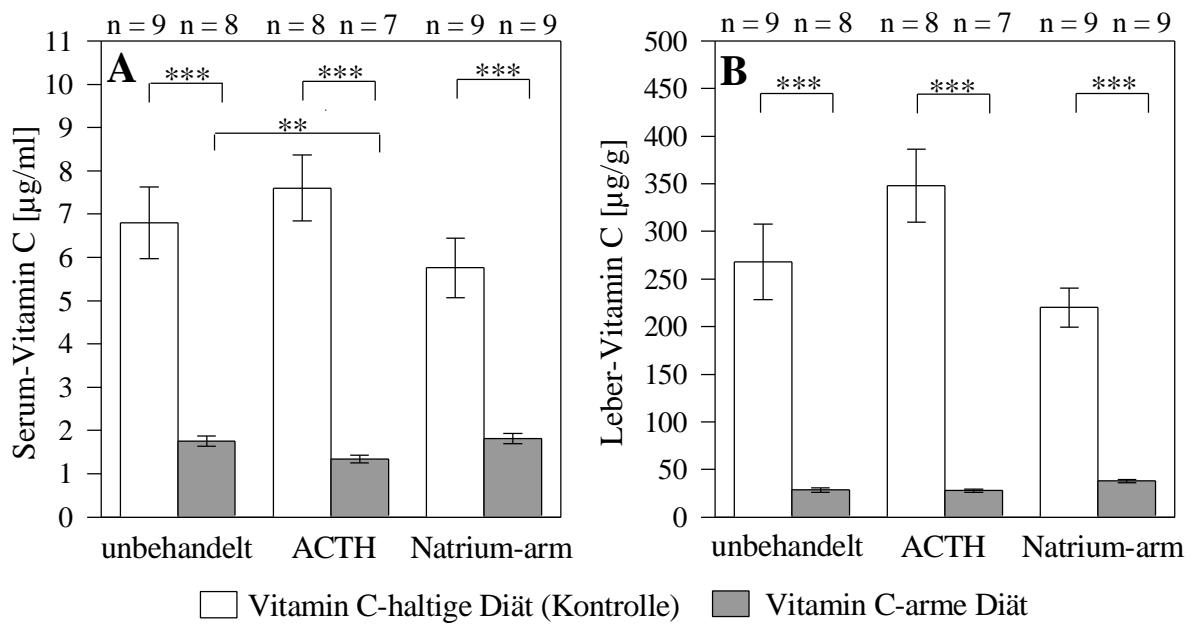 n = 9 n = 8 n = 8 n = 7 n = 9 n = 9
A
Serum-Vitamin C [µg/ml]
11
10
9
8
7
6
5
4
3
2
1
0
*** *** ***
**
unbehandelt ACTH Natrium-arm
n = 9 n = 8 n = 8 n = 7 n = 9 n = 9
B
Leber-Vitamin C [µg/g]
500
450
400
350
300
250
200
150
100
50
0
*** *** ***
unbehandelt ACTH Natrium-arm
Vitamin C-haltige Diät (Kontrolle) Vitamin C-arme Diät